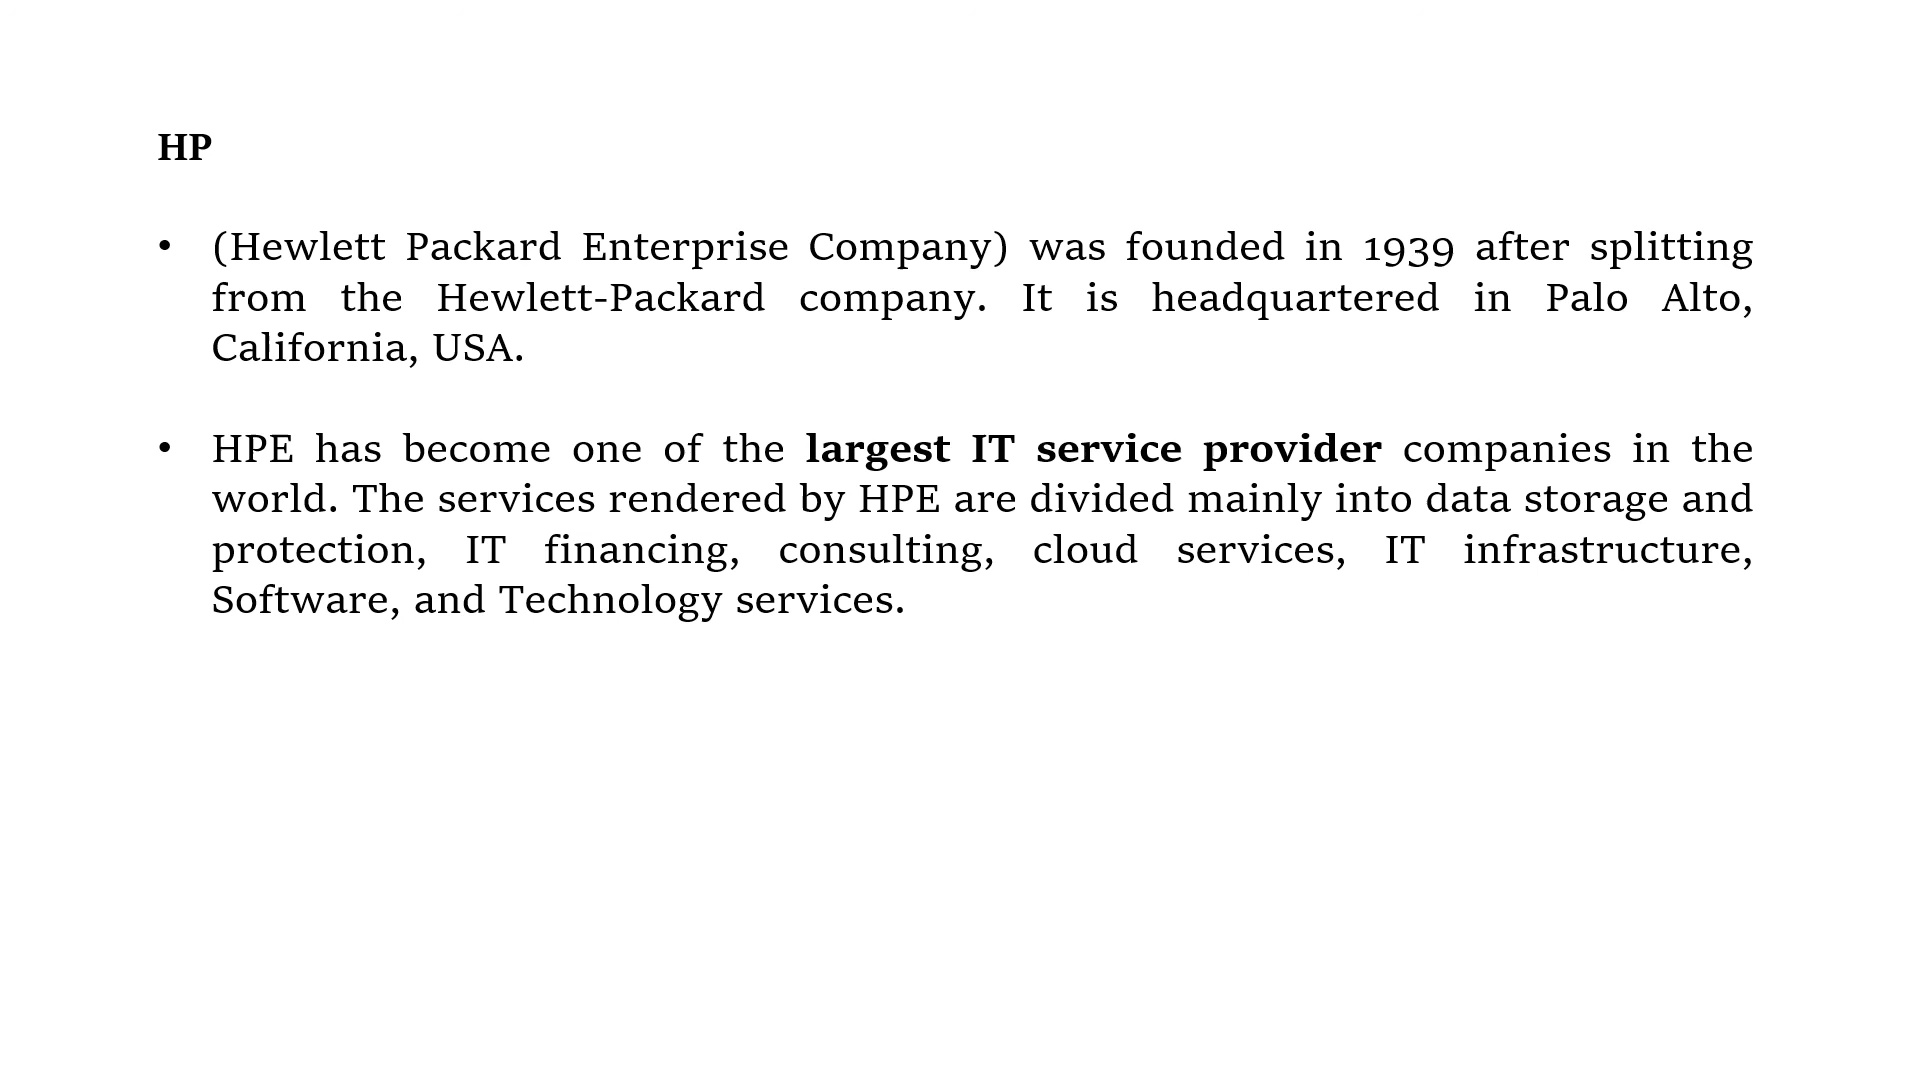 HP
• (Hewlett Packard Enterprise Company) was founded in 1939 after splitting
from the Hewlett-Packard company. It is headquartered in Palo Alto,
California, USA.
• HPE has become one of the largest IT service provider companies in the
world. The services rendered by HPE are divided mainly into data storage and
protection, IT financing, consulting, cloud services, IT infrastructure,
Software, and Technology services.